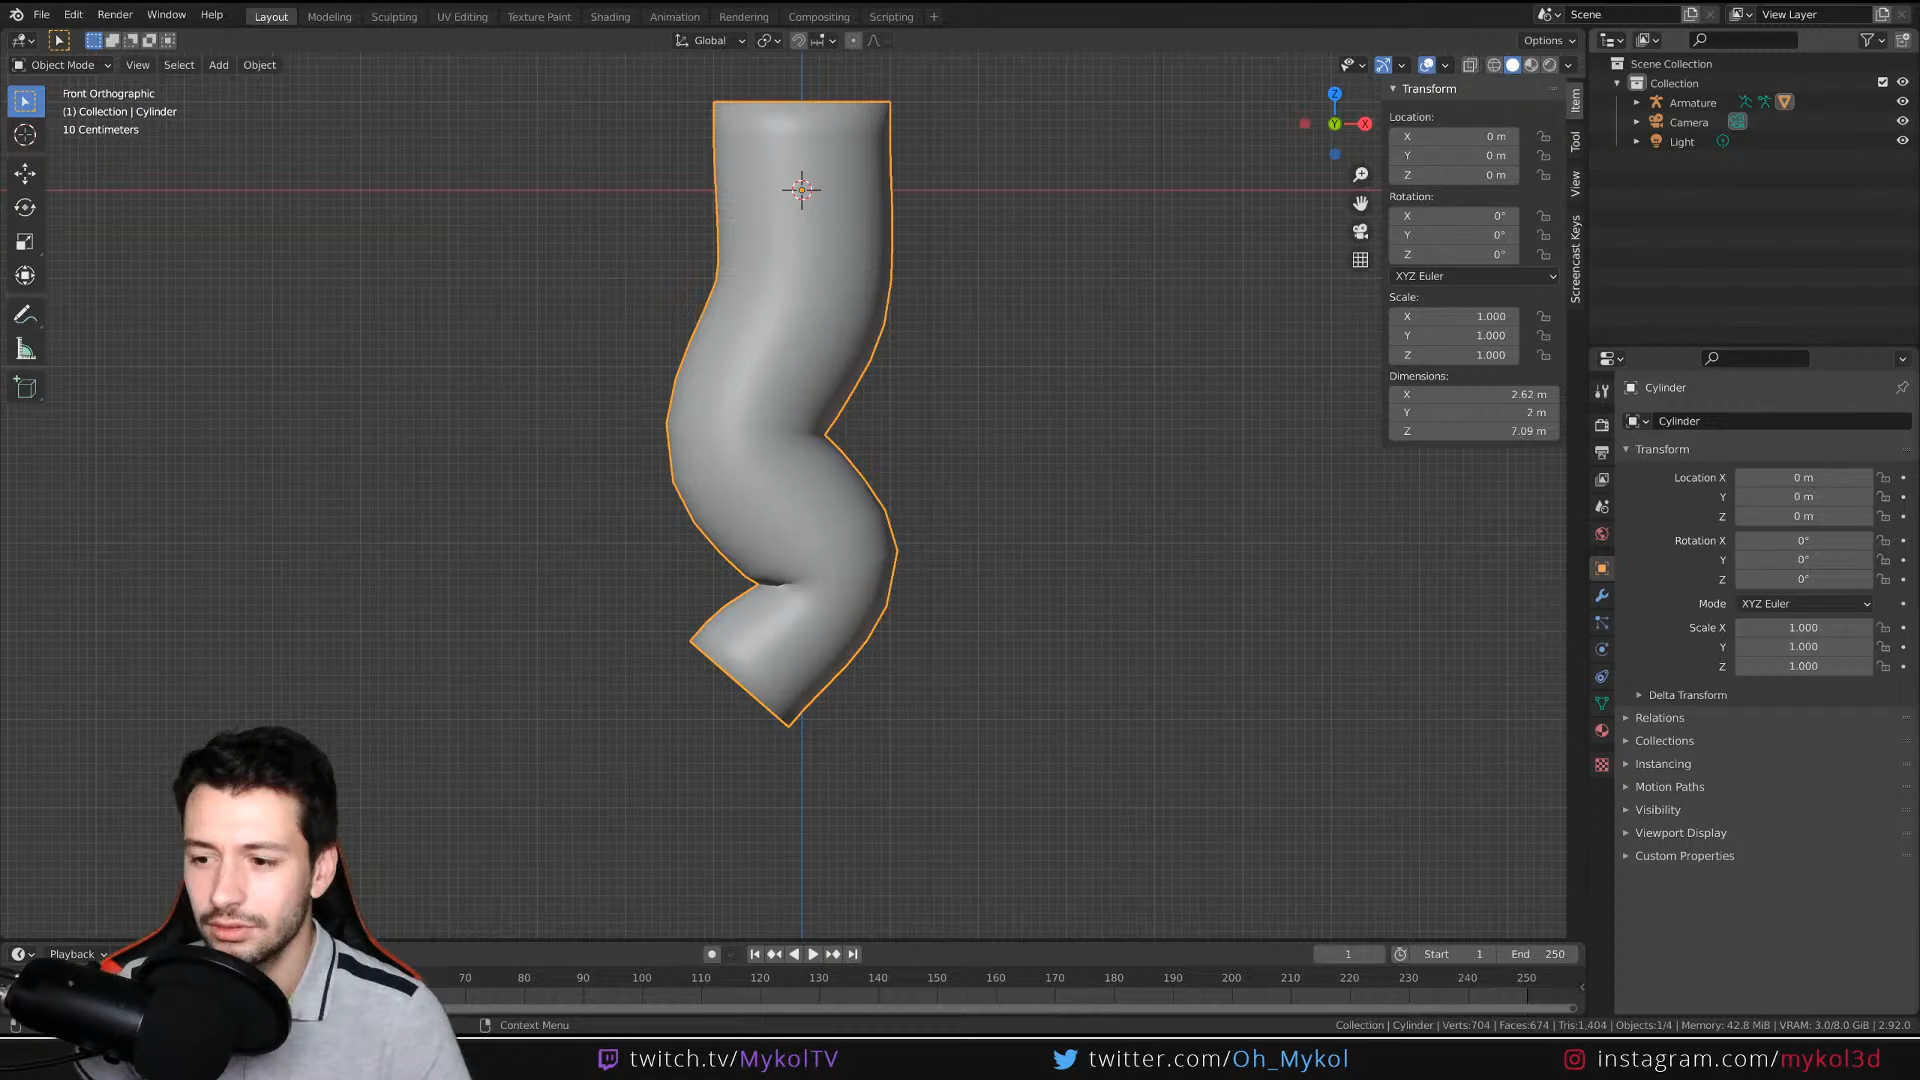 File Edit Render Window Help Layout Modeling Sculpting UV Editing Texture Paint Shading Animation Rendering Compositing Scripting + Scene View Layer
Global Options
Object Mode View Select Add Object
Front Orthographic
(1) Collection | Cylinder
10 Centimeters
Z
Y
X
Transform
Location:
X 0 m
Y 0 m
Z 0 m
Rotation:
X 0°
Y 0°
Z 0°
XYZ Euler
Scale:
X 1.000
Y 1.000
Z 1.000
Dimensions:
X 2.62 m
Y 2 m
Z 7.09 m
Item
Tool
View
Screencast Keys
Scene Collection
Collection
Armature
Camera
Light
Cylinder
Cylinder
Transform
Location X 0 m
Y 0 m
Z 0 m
Rotation X 0°
Y 0°
Z 0°
Mode XYZ Euler
Scale X 1.000
Y 1.000
Z 1.000
Delta Transform
Relations
Collections
Instancing
Motion Paths
Visibility
Viewport Display
Custom Properties
Playback 1 Start 1 End 250
70 80 90 100 110 120 130 140 150 160 170 180 190 200 210 220 230 240 250
Context Menu
Collection | Cylinder | Verts:704 | Faces:674 | Tris:1,404 | Objects:1/4 | Memory: 42.8 MiB | VRAM: 3.0/8.0 GiB | 2.92.0
twitch.tv/MykolTV twitter.com/Oh_Mykol instagram.com/mykol3d